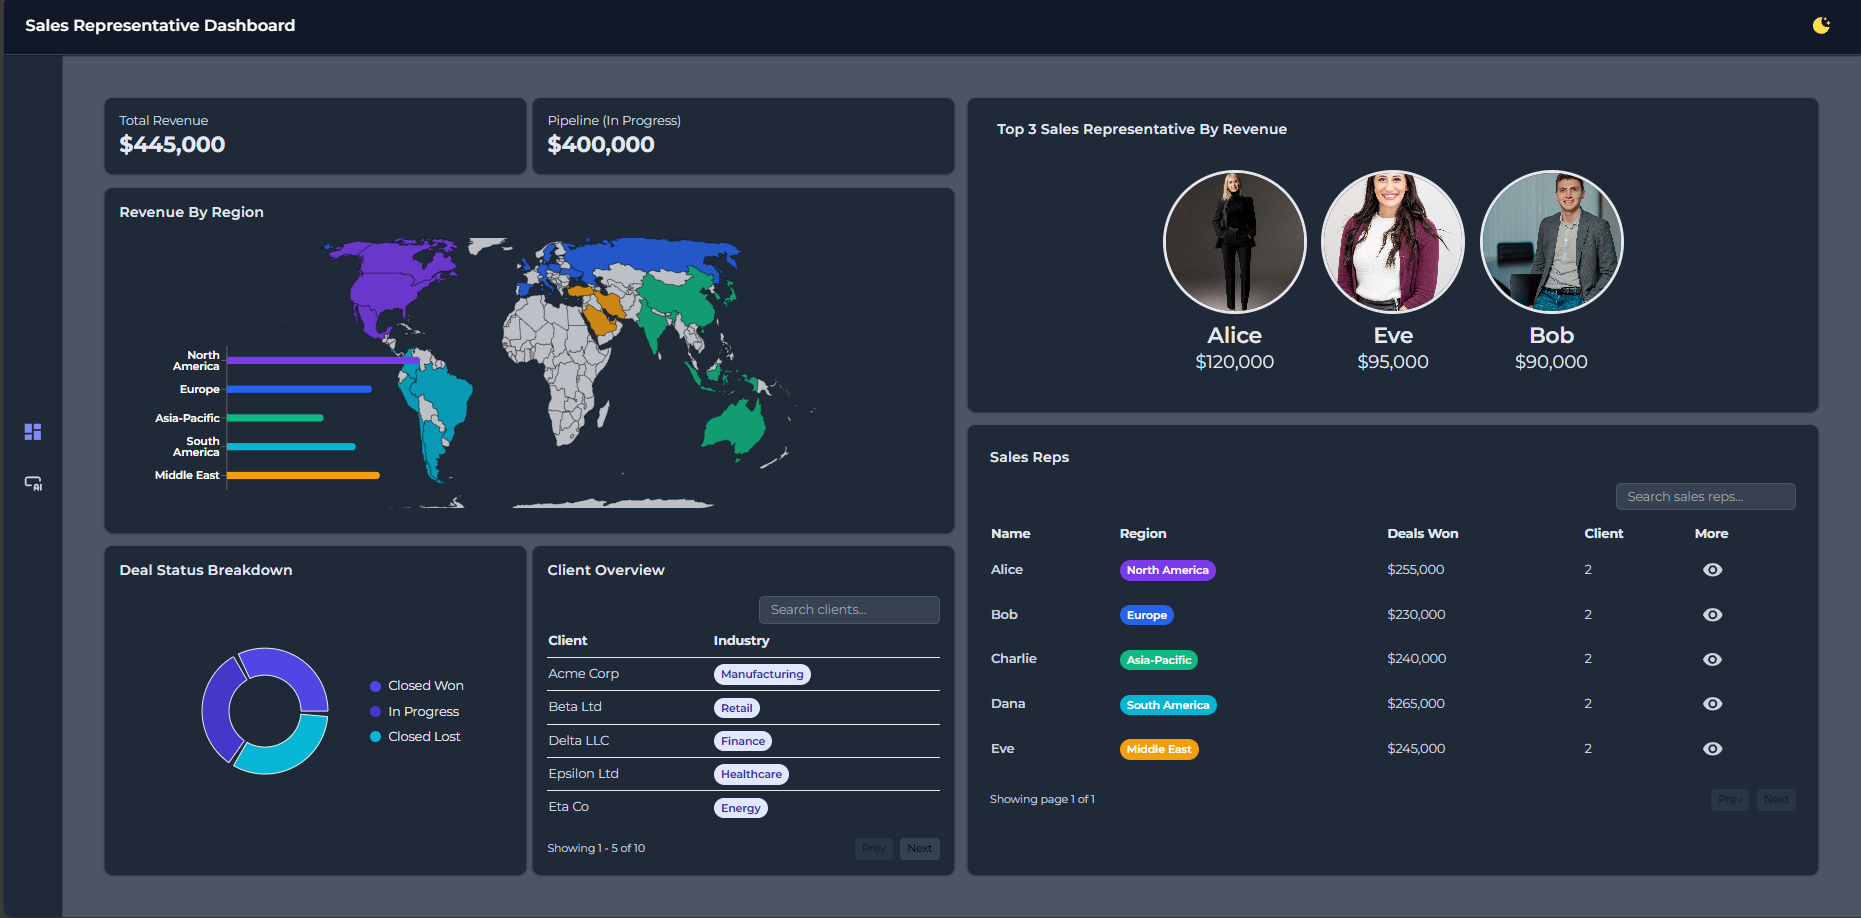 Sales Representative Dashboard
Total Revenue
$445,000
Pipeline (In Progress)
$400,000
Revenue By Region
North
America
Europe
Asia-Pacific
South
America
Middle East
Deal Status Breakdown
Closed Won
In Progress
Closed Lost
Client Overview
Search clients...
Client Industry
Acme Corp Manufacturing
Beta Ltd Retail
Delta LLC Finance
Epsilon Ltd Healthcare
Eta Co Energy
Showing 1 - 5 of 10 Prev Next
Top 3 Sales Representative By Revenue
Alice Eve Bob
$120,000 $95,000 $90,000
Sales Reps
Search sales reps...
Name Region Deals Won Client More
Alice North America $255,000 2
Bob Europe $230,000 2
Charlie Asia-Pacific $240,000 2
Dana South America $265,000 2
Eve Middle East $245,000 2
Showing page 1 of 1 Prev Next
AI